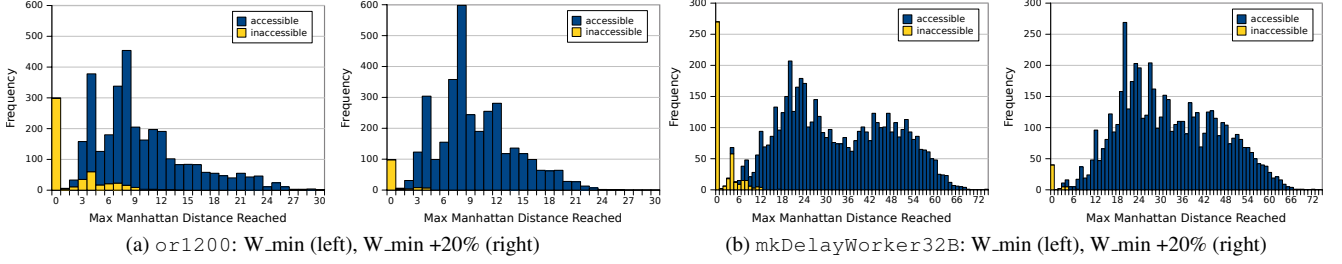 600
500
400
300
200
100
0
Frequency
accessible
inaccessible
0 3 6 9 12 15 18 21 24 27 30
Max Manhattan Distance Reached
600
500
400
300
200
100
0
Frequency
accessible
inaccessible
0 3 6 9 12 15 18 21 24 27 30
Max Manhattan Distance Reached
(a) or1200: W_min (left), W_min +20% (right)
300
250
200
150
100
50
0
Frequency
accessible
inaccessible
0 6 12 18 24 30 36 42 48 54 60 66 72
Max Manhattan Distance Reached
300
250
200
150
100
50
0
Frequency
accessible
inaccessible
0 6 12 18 24 30 36 42 48 54 60 66 72
Max Manhattan Distance Reached
(b) mkDelayWorker32B: W_min (left), W_min +20% (right)